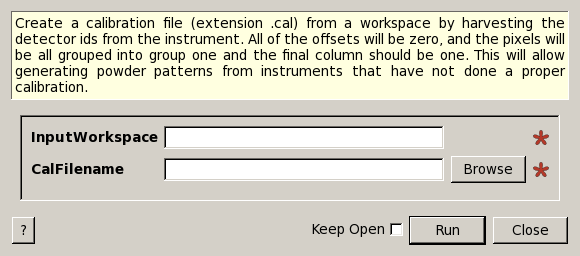 Create a calibration file (extension .cal) from a workspace by harvesting the
detector ids from the instrument. All of the offsets will be zero, and the pixels will
be all grouped into group one and the final column should be one. This will allow
generating powder patterns from instruments that have not done a proper
calibration.
InputWorkspace *
CalFilename Browse *
? Keep Open Run Close